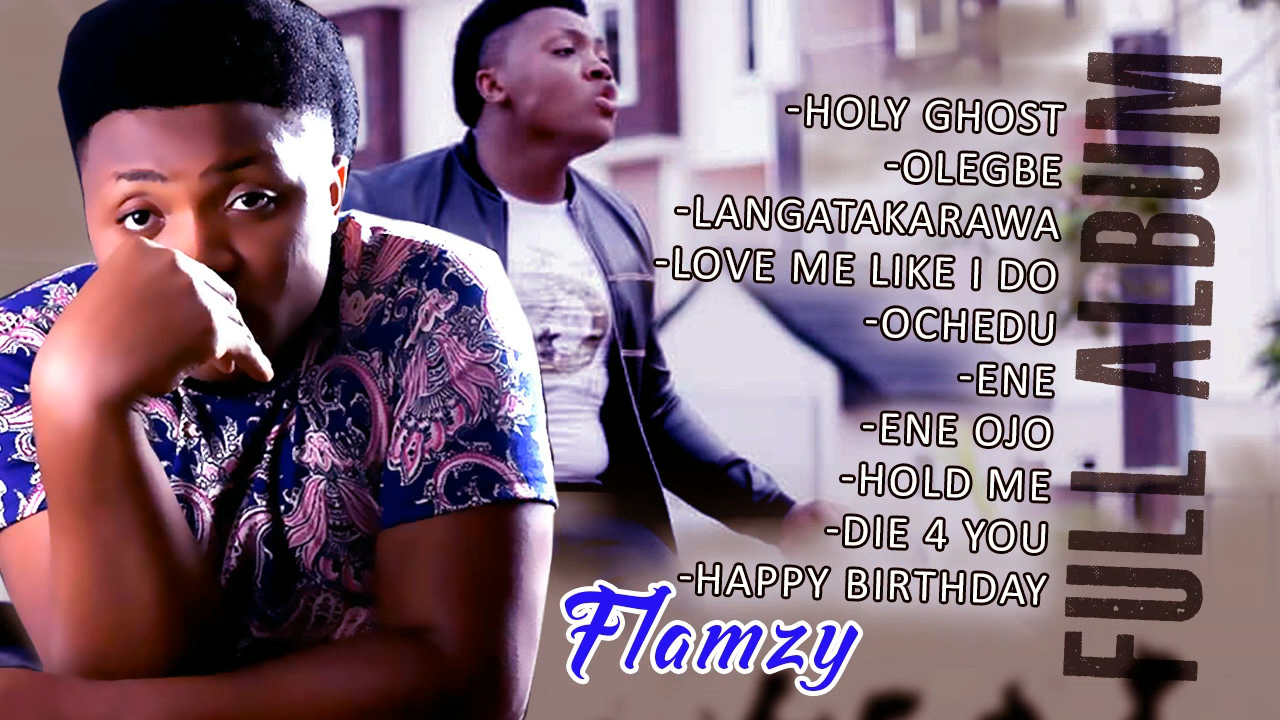 -HOLY GHOST
-OLEGBE
-LANGATAKARAWA
-LOVE ME LIKE I DO
-OCHEDU
-ENE
-ENE OJO
-HOLD ME
-DIE 4 YOU
-HAPPY BIRTHDAY
Flamzy
FULL ALBUM